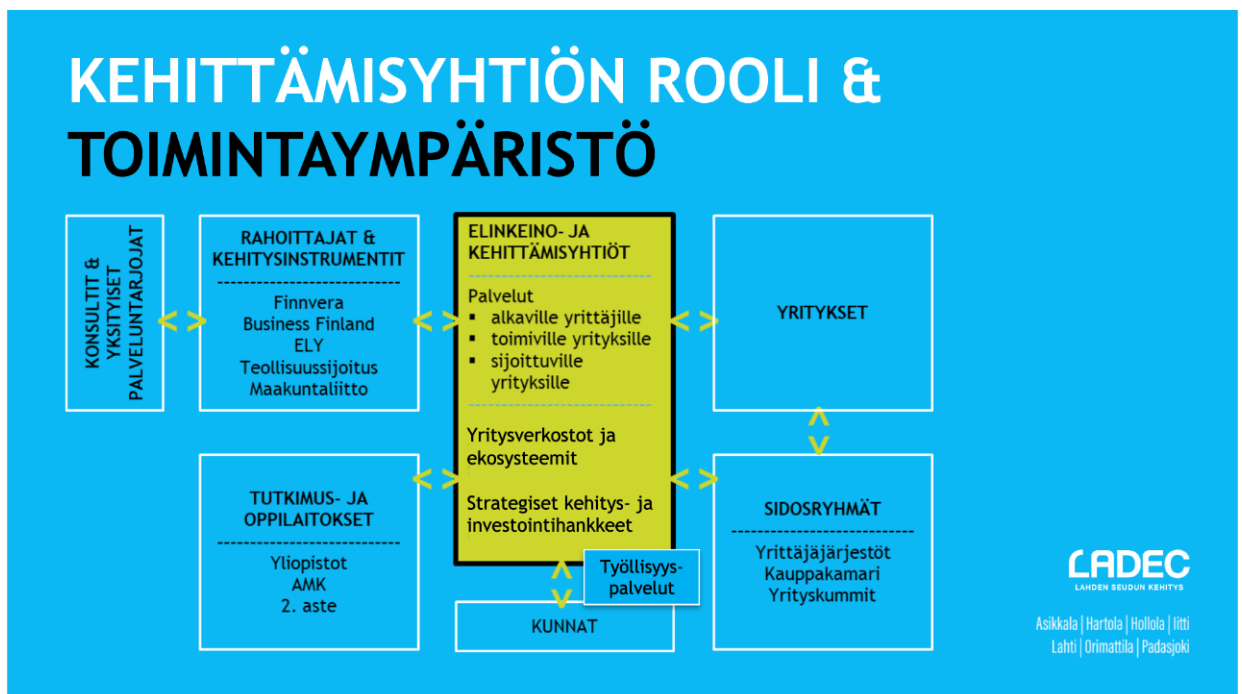 KEHITTÄMISYHTIÖN ROOLI &
TOIMINTAYMPÄRISTÖ
KONSULTIT &
YKSITYISET
PALVELUNTARJOJAT
RAHOITTAJAT &
KEHITYSINSTRUMENTIT
Finnvera
Business Finland
ELY
Teollisuussijoitus
Maakuntaliitto
ELINKEINO- JA
KEHITTÄMISYHTIÖT
Palvelut
▪ alkaville yrittäjille
▪ toimiville yrityksille
▪ sijoittuville
yrityksille
Yritysverkostot ja
ekosysteemit
Strategiset kehitys- ja
investointihankkeet
YRITYKSET
TUTKIMUS- JA
OPPILAITOKSET
Yliopistot
AMK
2. aste
Työllisyys-
palvelut
KUNNAT
SIDOSRYHMÄT
Yrittäjäjärjestöt
Kauppakamari
Yrityskummit
LADEC
LAHDEN SEUDUN KEHITYS
Asikkala | Hartola | Hollola | Iitti
Lahti | Orimattila | Padasjoki